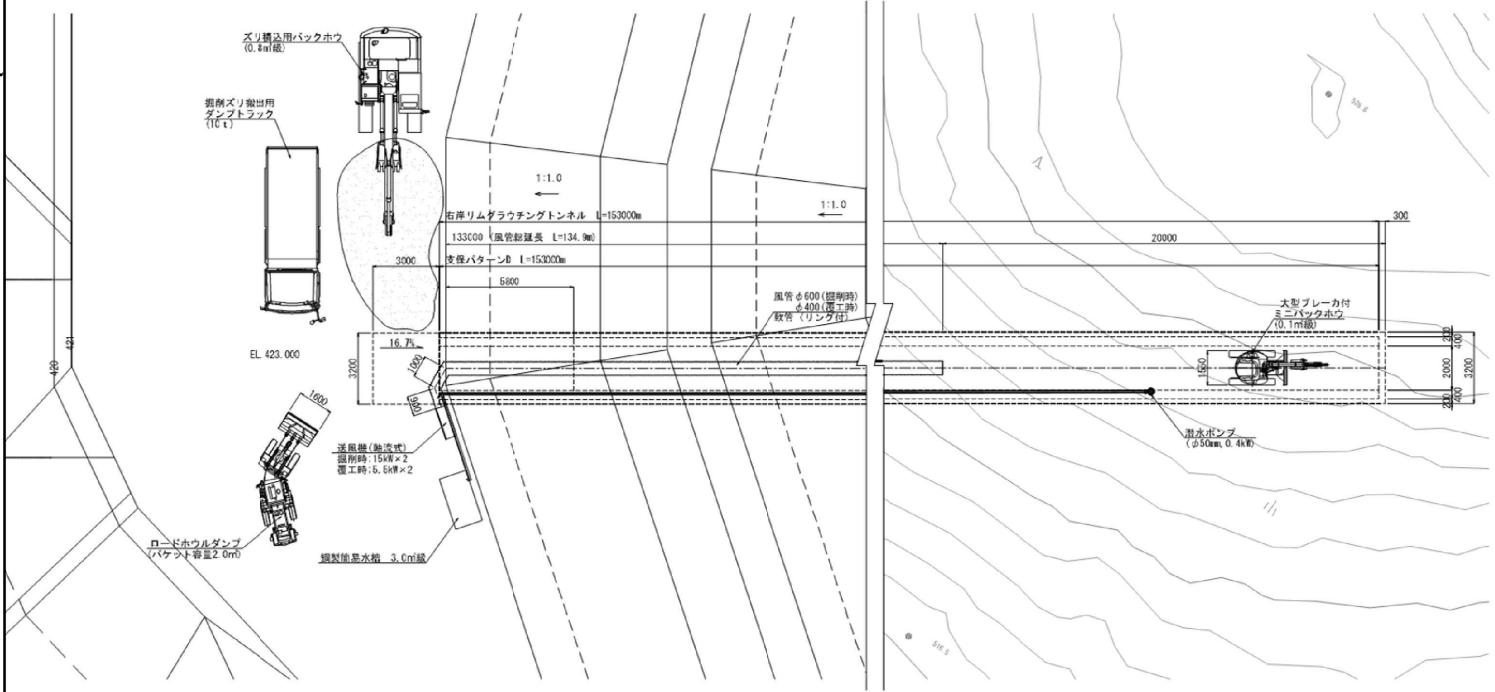 ズリ積込用バックホウ
(0.8㎥級)
掘削ズリ搬出用
ダンプトラック
(10t)
1:1.0
1:1.0
右岸リムグラウチングトンネル L=153000m
300
133000 (風管総延長 L=134.9m)
20000
3000
支保パターンD L=153000m
5800
風管φ600(掘削時)
φ400(覆工時)
軟管 (リング付)
大型ブレーカ付
ミニバックホウ
(0.1㎥級)
EL.423.000
16.7%
3200
1000
900
1550
200
400
2000
3200
400
200
420
421
1600
送風機(軸流式)
掘削時:15kW×2
覆工時:5.5kW×2
潜水ポンプ
(φ50mm,0.4kW)
ロードホウルダンプ
(バケット容量2.0㎥)
鋼製簡易水槽 3.0㎥級
516.5